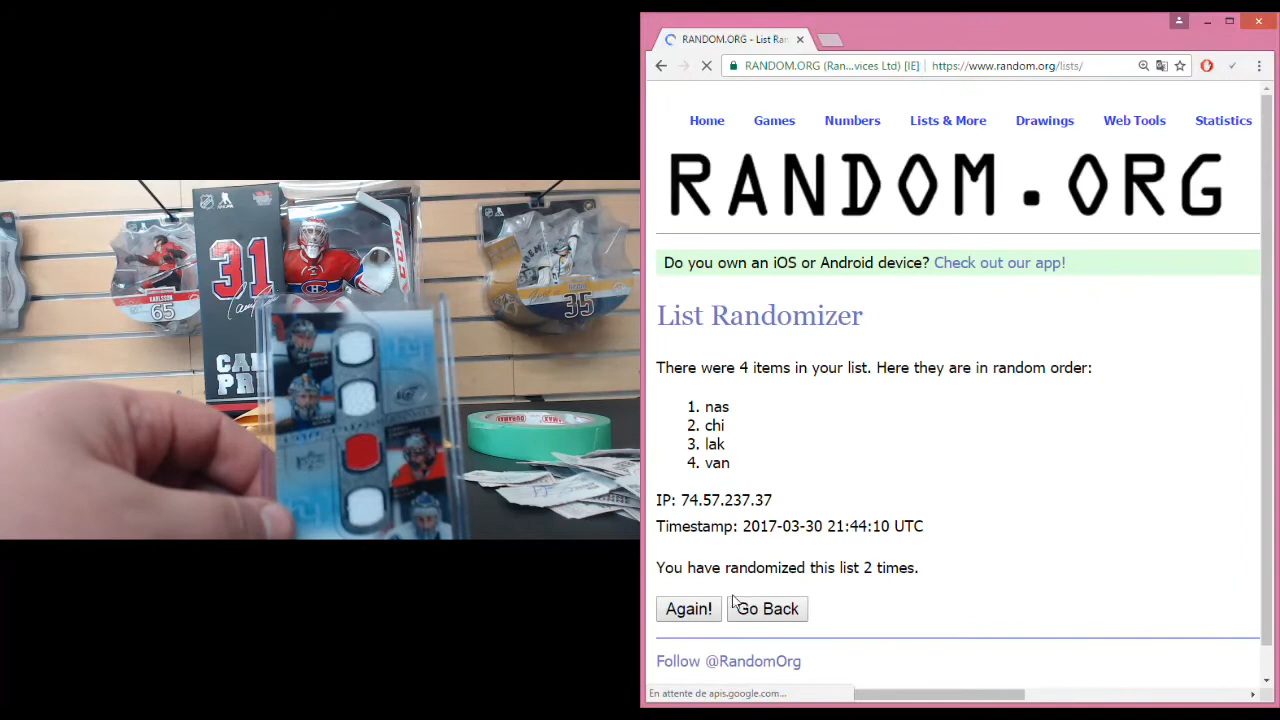 RANDOM.ORG - List Ran
RANDOM.ORG (Ran...vices Ltd) [IE]
https://www.random.org/lists/
Home Games Numbers Lists & More Drawings Web Tools Statistics
RANDOM.ORG
Do you own an iOS or Android device? Check out our app!
List Randomizer
There were 4 items in your list. Here they are in random order:
1. nas
2. chi
3. lak
4. van
IP: 74.57.237.37
Timestamp: 2017-03-30 21:44:10 UTC
You have randomized this list 2 times.
Again! Go Back
Follow @RandomOrg
En attente de apis.google.com...
31
CCM
KARLSSON
65
35